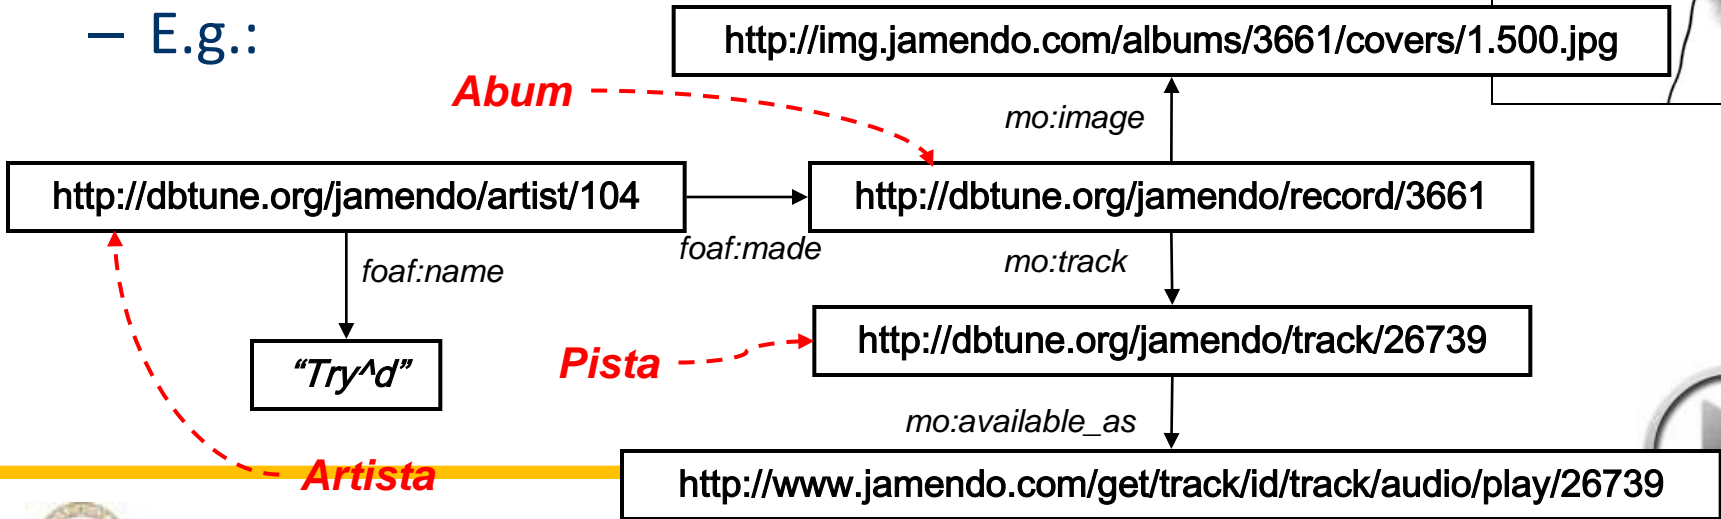 – E.g.:
http://img.jamendo.com/albums/3661/covers/1.500.jpg
Abum
mo:image
http://dbtune.org/jamendo/artist/104
http://dbtune.org/jamendo/record/3661
foaf:made
foaf:name
mo:track
"Try^d"
Pista
http://dbtune.org/jamendo/track/26739
mo:available_as
Artista
http://www.jamendo.com/get/track/id/track/audio/play/26739